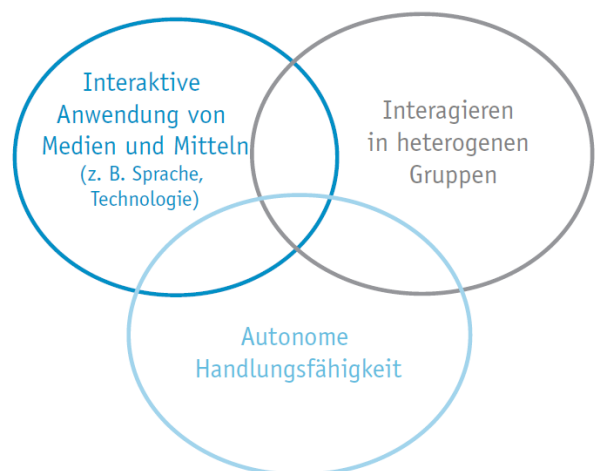 Interaktive
Anwendung von
Medien und Mitteln
(z. B. Sprache,
Technologie)
Interagieren
in heterogenen
Gruppen
Autonome
Handlungsfähigkeit